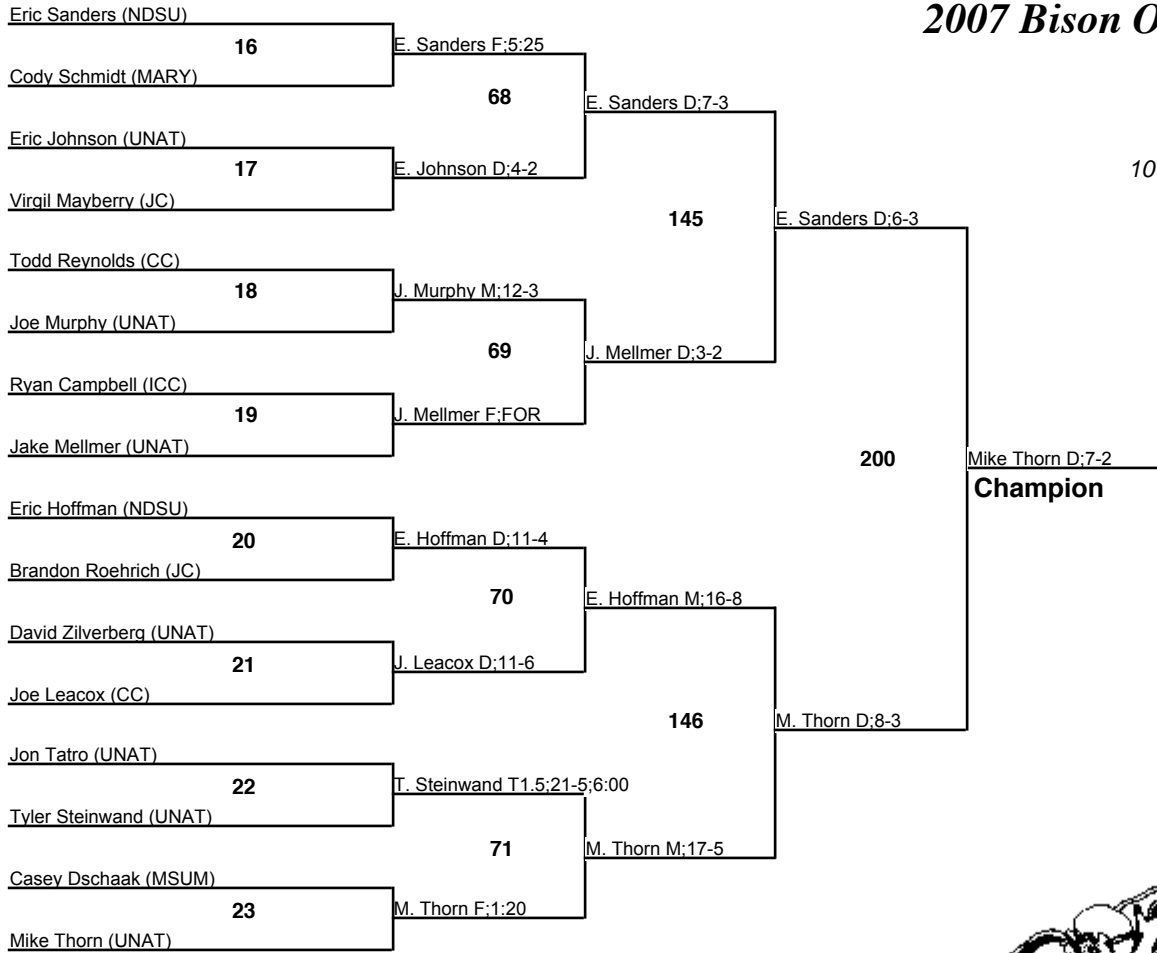 Eric Sanders (NDSU)
2007 Bison O
16
E. Sanders F;5:25
Cody Schmidt (MARY)
68
E. Sanders D;7-3
Eric Johnson (UNAT)
17
E. Johnson D;4-2
10
Virgil Mayberry (JC)
145
E. Sanders D;6-3
Todd Reynolds (CC)
18
J. Murphy M;12-3
Joe Murphy (UNAT)
69
J. Mellmer D;3-2
Ryan Campbell (ICC)
19
J. Mellmer F;FOR
Jake Mellmer (UNAT)
200
Mike Thorn D;7-2
Champion
Eric Hoffman (NDSU)
20
E. Hoffman D;11-4
Brandon Roehrich (JC)
70
E. Hoffman M;16-8
David Zilverberg (UNAT)
21
J. Leacox D;11-6
Joe Leacox (CC)
146
M. Thorn D;8-3
Jon Tatro (UNAT)
22
T. Steinwand T1.5;21-5;6:00
Tyler Steinwand (UNAT)
71
M. Thorn M;17-5
Casey Dschaak (MSUM)
23
M. Thorn F;1:20
Mike Thorn (UNAT)